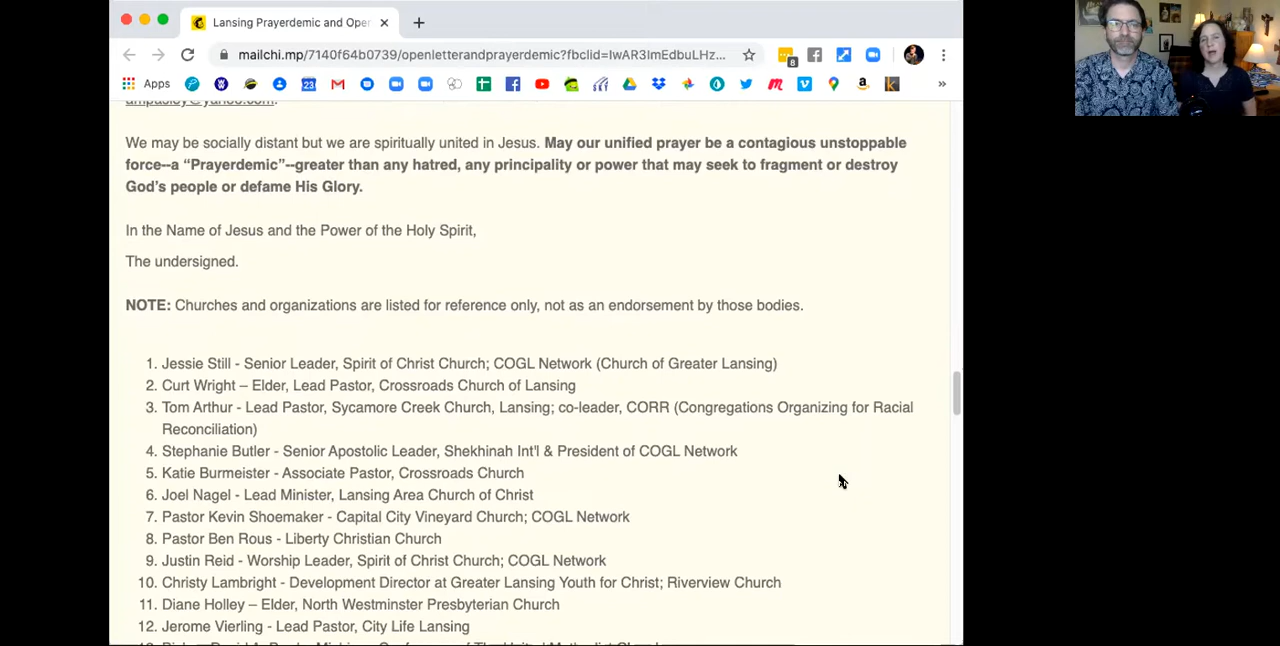 Lansing Prayerdemic and Oper
mailchi.mp/7140f64b0739/openletterandprayerdemic?fbclid=IwAR3ImEdbuLHz...
8
Apps
23
ampasley@yahoo.com.
We may be socially distant but we are spiritually united in Jesus. May our unified prayer be a contagious unstoppable
force--a “Prayerdemic”--greater than any hatred, any principality or power that may seek to fragment or destroy
God’s people or defame His Glory.
In the Name of Jesus and the Power of the Holy Spirit,
The undersigned.
NOTE: Churches and organizations are listed for reference only, not as an endorsement by those bodies.
1. Jessie Still - Senior Leader, Spirit of Christ Church; COGL Network (Church of Greater Lansing)
2. Curt Wright – Elder, Lead Pastor, Crossroads Church of Lansing
3. Tom Arthur - Lead Pastor, Sycamore Creek Church, Lansing; co-leader, CORR (Congregations Organizing for Racial
Reconciliation)
4. Stephanie Butler - Senior Apostolic Leader, Shekhinah Int'l & President of COGL Network
5. Katie Burmeister - Associate Pastor, Crossroads Church
6. Joel Nagel - Lead Minister, Lansing Area Church of Christ
7. Pastor Kevin Shoemaker - Capital City Vineyard Church; COGL Network
8. Pastor Ben Rous - Liberty Christian Church
9. Justin Reid - Worship Leader, Spirit of Christ Church; COGL Network
10. Christy Lambright - Development Director at Greater Lansing Youth for Christ; Riverview Church
11. Diane Holley – Elder, North Westminster Presbyterian Church
12. Jerome Vierling - Lead Pastor, City Life Lansing